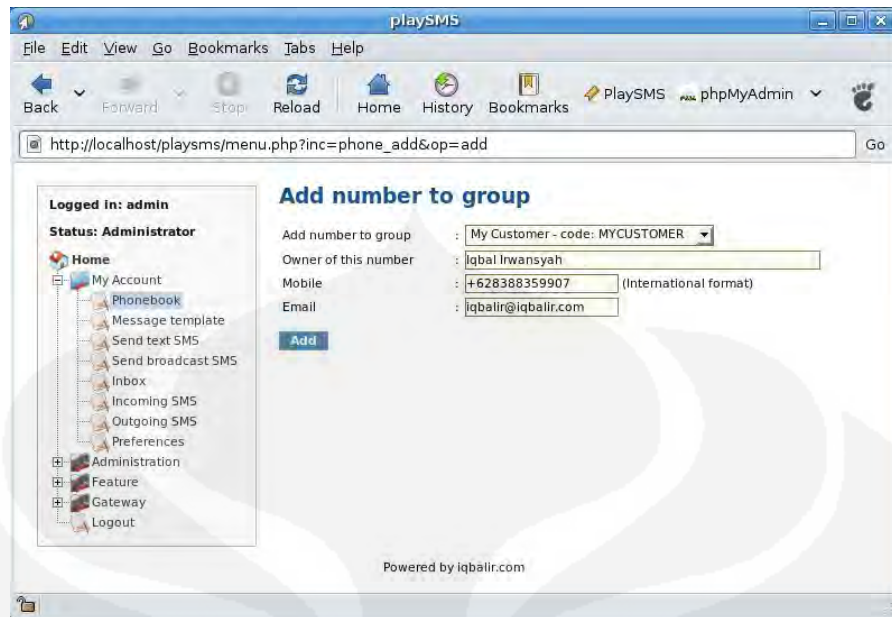 playSMS
File Edit View Go Bookmarks Tabs Help
Back Forward Stop Reload Home History Bookmarks PlaySMS phpMyAdmin
http://localhost/playsms/menu.php?inc=phone_add&op=add Go
Logged in: admin
Status: Administrator
Home
My Account
Phonebook
Message template
Send text SMS
Send broadcast SMS
Inbox
Incoming SMS
Outgoing SMS
Preferences
Administration
Feature
Gateway
Logout
Add number to group
Add number to group : My Customer - code: MYCUSTOMER
Owner of this number : Iqbal Irwansyah
Mobile : +628388359907 (International format)
Email : iqbalir@iqbalir.com
Add
Powered by iqbalir.com